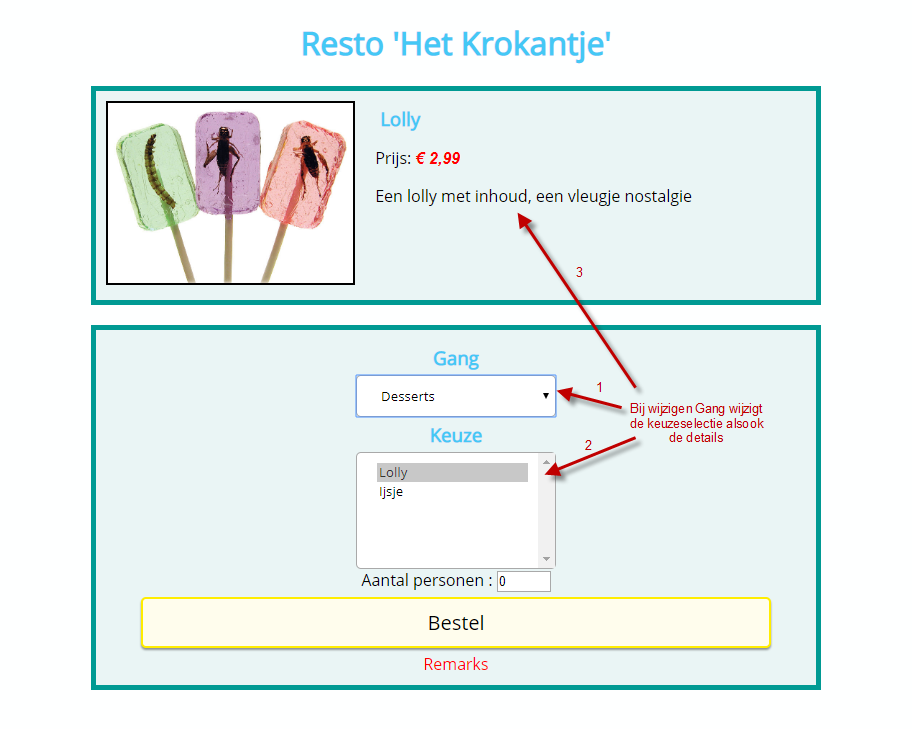 Resto 'Het Krokantje'
Lolly
Prijs: € 2,99
Een lolly met inhoud, een vleugje nostalgie
3
Gang
Desserts
1
Bij wijzigen Gang wijzigt
de keuzeselectie alsook
de details
Keuze
2
Lolly
Ijsje
Aantal personen : 0
Bestel
Remarks